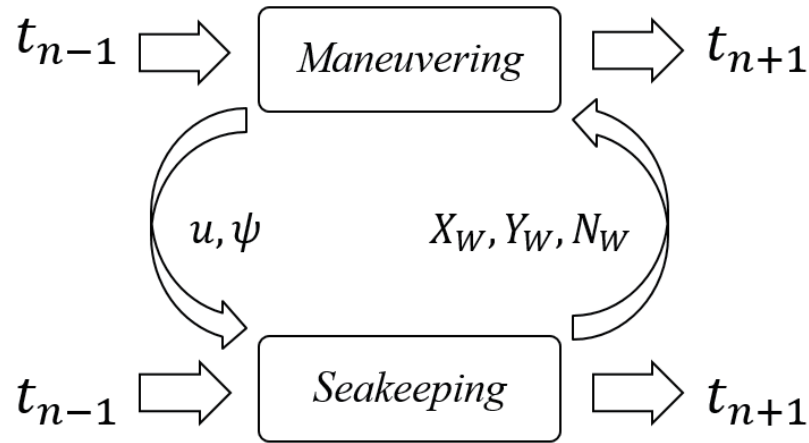 t_{n-1} Maneuvering t_{n+1}
u, ψ X_W, Y_W, N_W
t_{n-1} Seakeeping t_{n+1}